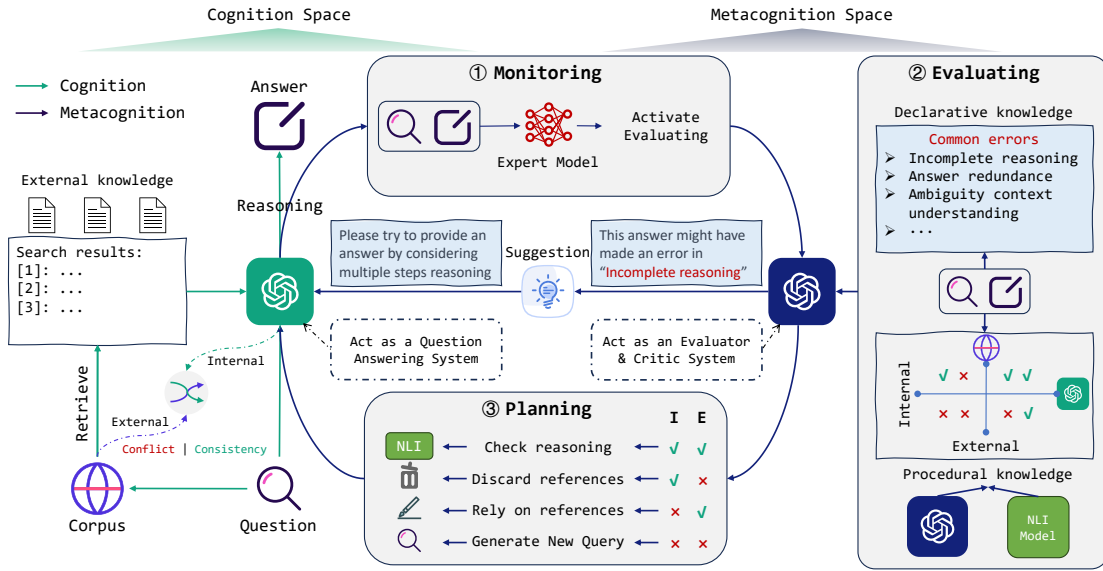 Cognition Space
Metacognition Space
Cognition
Metacognition
Answer
External knowledge
Search results:
[1]: ...
[2]: ...
[3]: ...
Reasoning
Retrieve
Internal
External
Conflict | Consistency
Corpus
Question
① Monitoring
Expert Model
Activate
Evaluating
Please try to provide an
answer by considering
multiple steps reasoning
Suggestion
This answer might have
made an error in
“Incomplete reasoning”
Act as a Question
Answering System
Act as an Evaluator
& Critic System
③ Planning
I E
NLI Check reasoning √ √
Discard references √ ×
Rely on references × √
Generate New Query × ×
② Evaluating
Declarative knowledge
Common errors
➢ Incomplete reasoning
➢ Answer redundance
➢ Ambiguity context
understanding
➢ ...
Internal
√ × √ √
× × × √
External
Procedural knowledge
NLI
Model